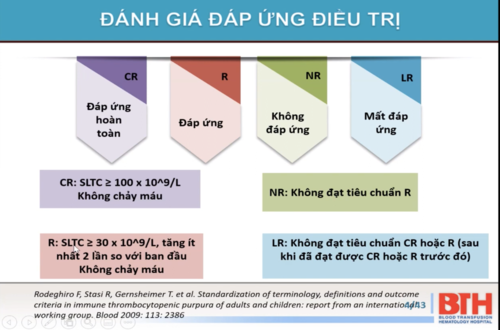 ĐÁNH GIÁ ĐÁP ỨNG ĐIỀU TRỊ
CR
R
NR
LR
Đáp ứng
hoàn
toàn
Đáp ứng
Không
đáp ứng
Mất đáp
ứng
CR: SLTC ≥ 100 x 10^9/L
Không chảy máu
NR: Không đạt tiêu chuẩn R
R: SLTC ≥ 30 x 10^9/L, tăng ít
nhất 2 lần so với ban đầu
Không chảy máu
LR: Không đạt tiêu chuẩn CR hoặc R (sau
khi đã đạt được CR hoặc R trước đó)
Rodeghiro F, Stasi R, Gernsheimer T. et al. Standardization of terminology, definitions and outcome
criteria in immune thrombocytopenic purpura of adults and children: report from an international
working group. Blood 2009: 113: 2386
/43
BTH
BLOOD TRANSFUSION
HEMATOLOGY HOSPITAL